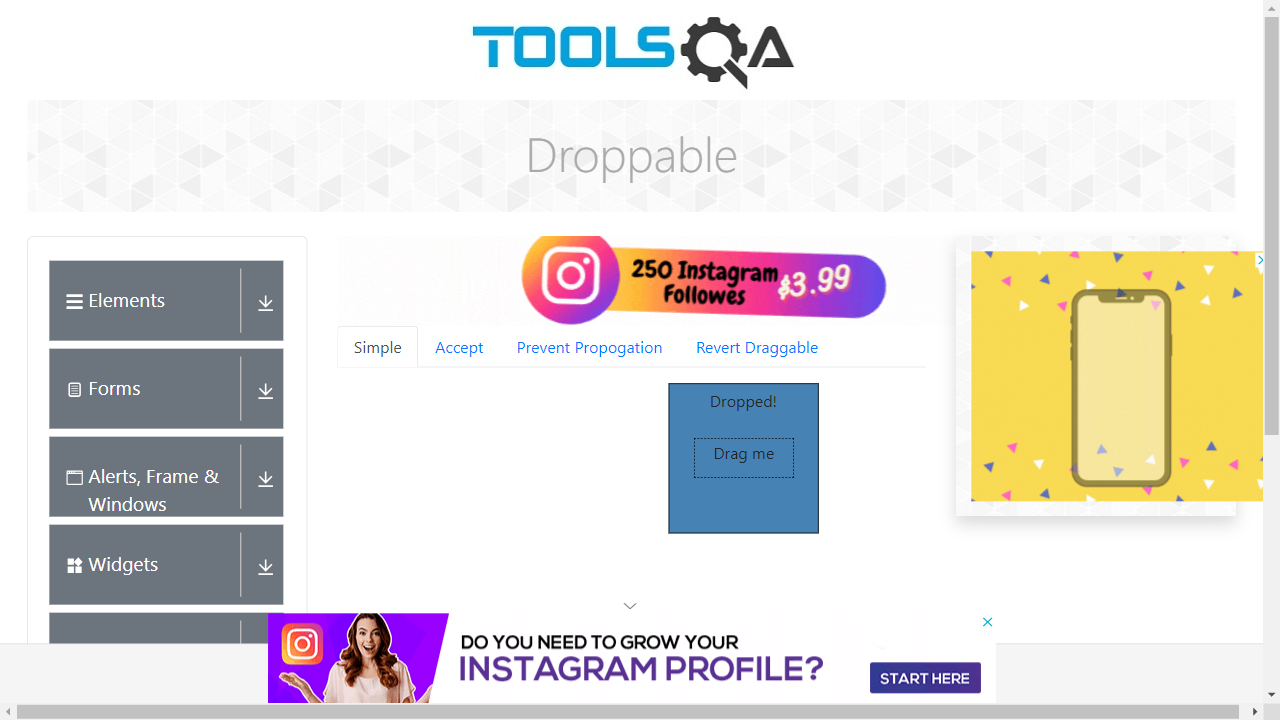 TOOLSQA
Droppable
Elements
Forms
Alerts, Frame &
Windows
Widgets
250 Instagram
Followes
$3.99
Simple
Accept
Prevent Propogation
Revert Draggable
Dropped!
Drag me
DO YOU NEED TO GROW YOUR
INSTAGRAM PROFILE?
START HERE